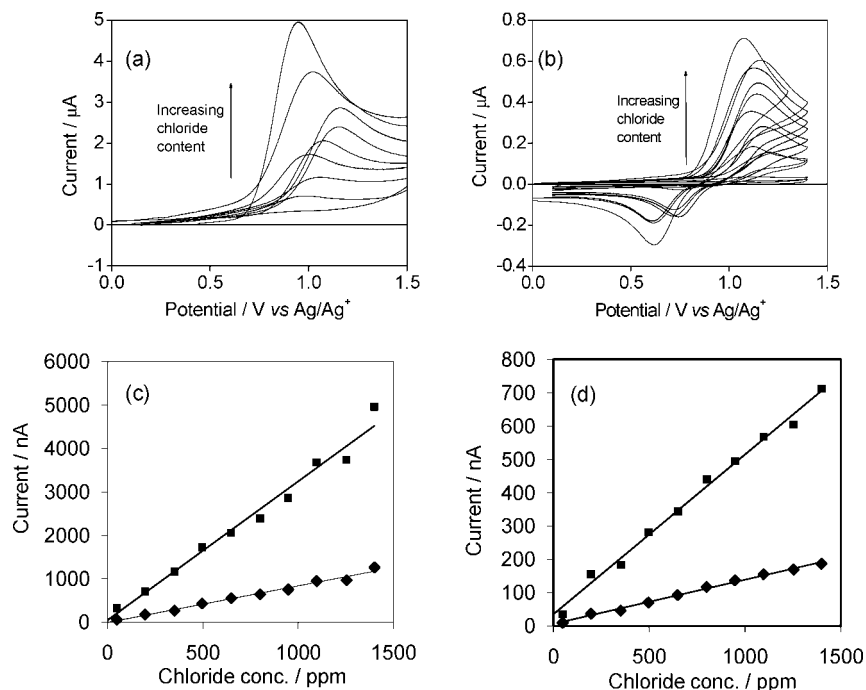 (a)
Increasing
chloride
content
Current / µA
5
4
3
2
1
0
-1
0.0
0.5
1.0
1.5
Potential / V vs Ag/Ag⁺
(b)
Increasing
chloride
content
Current / µA
0.8
0.6
0.4
0.2
0.0
-0.2
-0.4
0.0
0.5
1.0
1.5
Potential / V vs Ag/Ag⁺
(c)
Current / nA
6000
5000
4000
3000
2000
1000
0
0
500
1000
1500
Chloride conc. / ppm
(d)
Current / nA
800
700
600
500
400
300
200
100
0
0
500
1000
1500
Chloride conc. / ppm